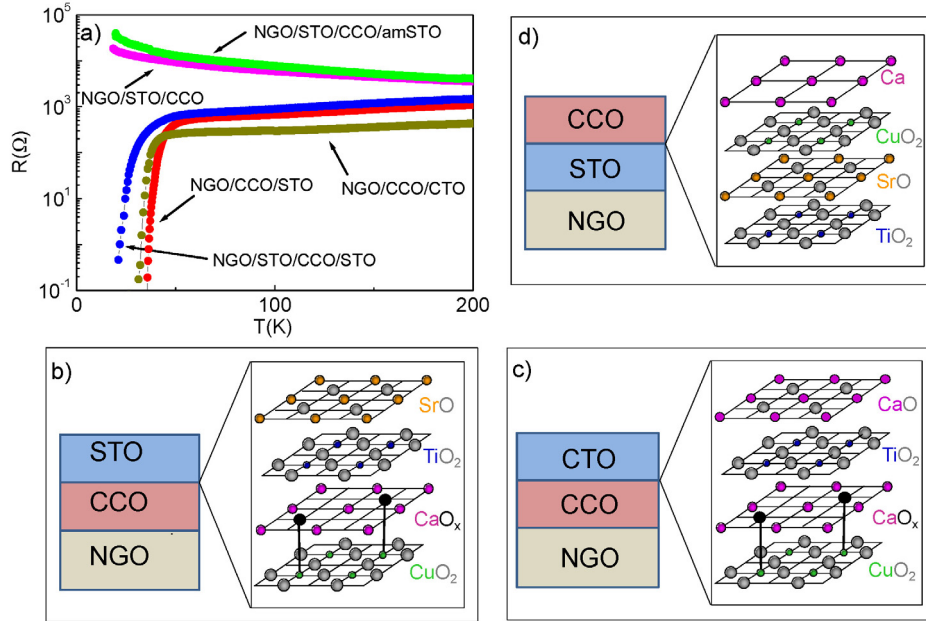 a)
10^5
10^3
10^1
10^-1
R(Ω)
NGO/STO/CCO/amSTO
NGO/STO/CCO
NGO/CCO/STO
NGO/CCO/CTO
NGO/STO/CCO/STO
100
200
T(K)
d)
CCO
STO
NGO
Ca
CuO₂
SrO
TiO₂
b)
STO
CCO
NGO
SrO
TiO₂
CaOₓ
CuO₂
c)
CTO
CCO
NGO
CaO
TiO₂
CaOₓ
CuO₂